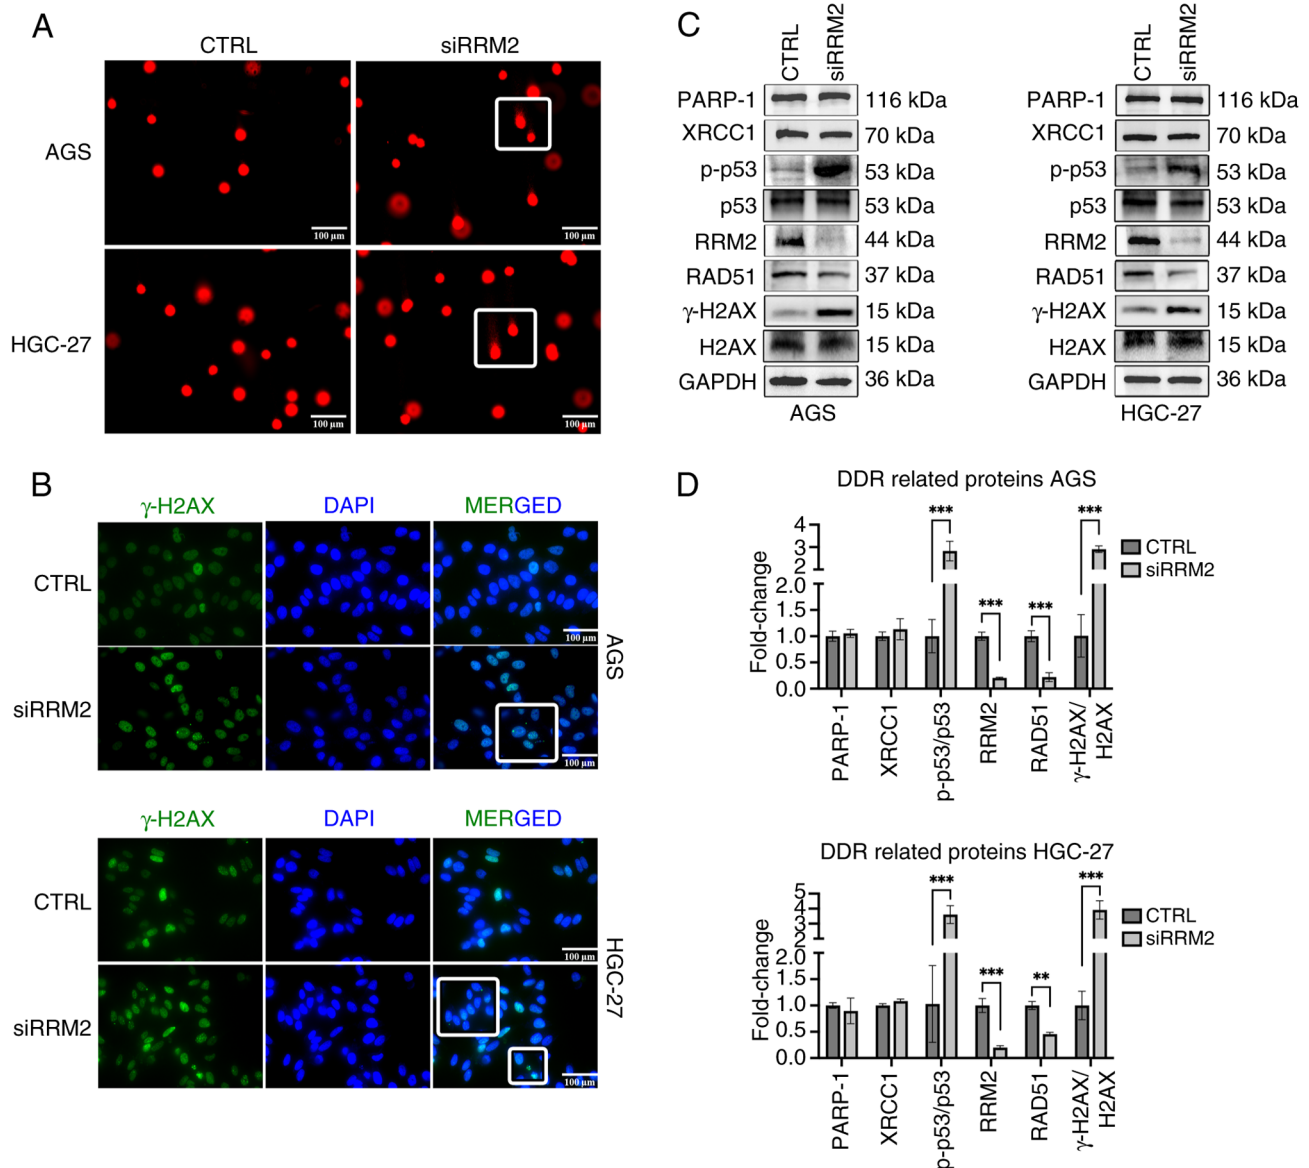 A
CTRL
siRRM2
AGS
HGC-27
100 µm
100 µm
100 µm
100 µm
B
γ-H2AX
DAPI
MERGED
CTRL
siRRM2
100 µm
100 µm
AGS
γ-H2AX
DAPI
MERGED
CTRL
siRRM2
100 µm
100 µm
HGC-27
C
CTRL
siRRM2
PARP-1
116 kDa
XRCC1
70 kDa
p-p53
53 kDa
p53
53 kDa
RRM2
44 kDa
RAD51
37 kDa
γ-H2AX
15 kDa
H2AX
15 kDa
GAPDH
36 kDa
AGS
CTRL
siRRM2
PARP-1
116 kDa
XRCC1
70 kDa
p-p53
53 kDa
p53
53 kDa
RRM2
44 kDa
RAD51
37 kDa
γ-H2AX
15 kDa
H2AX
15 kDa
GAPDH
36 kDa
HGC-27
D
DDR related proteins AGS
Fold-change
4
3
2
2.0
1.5
1.0
0.5
0.0
***
***
***
***
CTRL
siRRM2
PARP-1
XRCC1
p-p53/p53
RRM2
RAD51
γ-H2AX/
H2AX
DDR related proteins HGC-27
Fold-change
5
4
3
2
2.0
1.5
1.0
0.5
0.0
***
***
**
***
CTRL
siRRM2
PARP-1
XRCC1
p-p53/p53
RRM2
RAD51
γ-H2AX/
H2AX